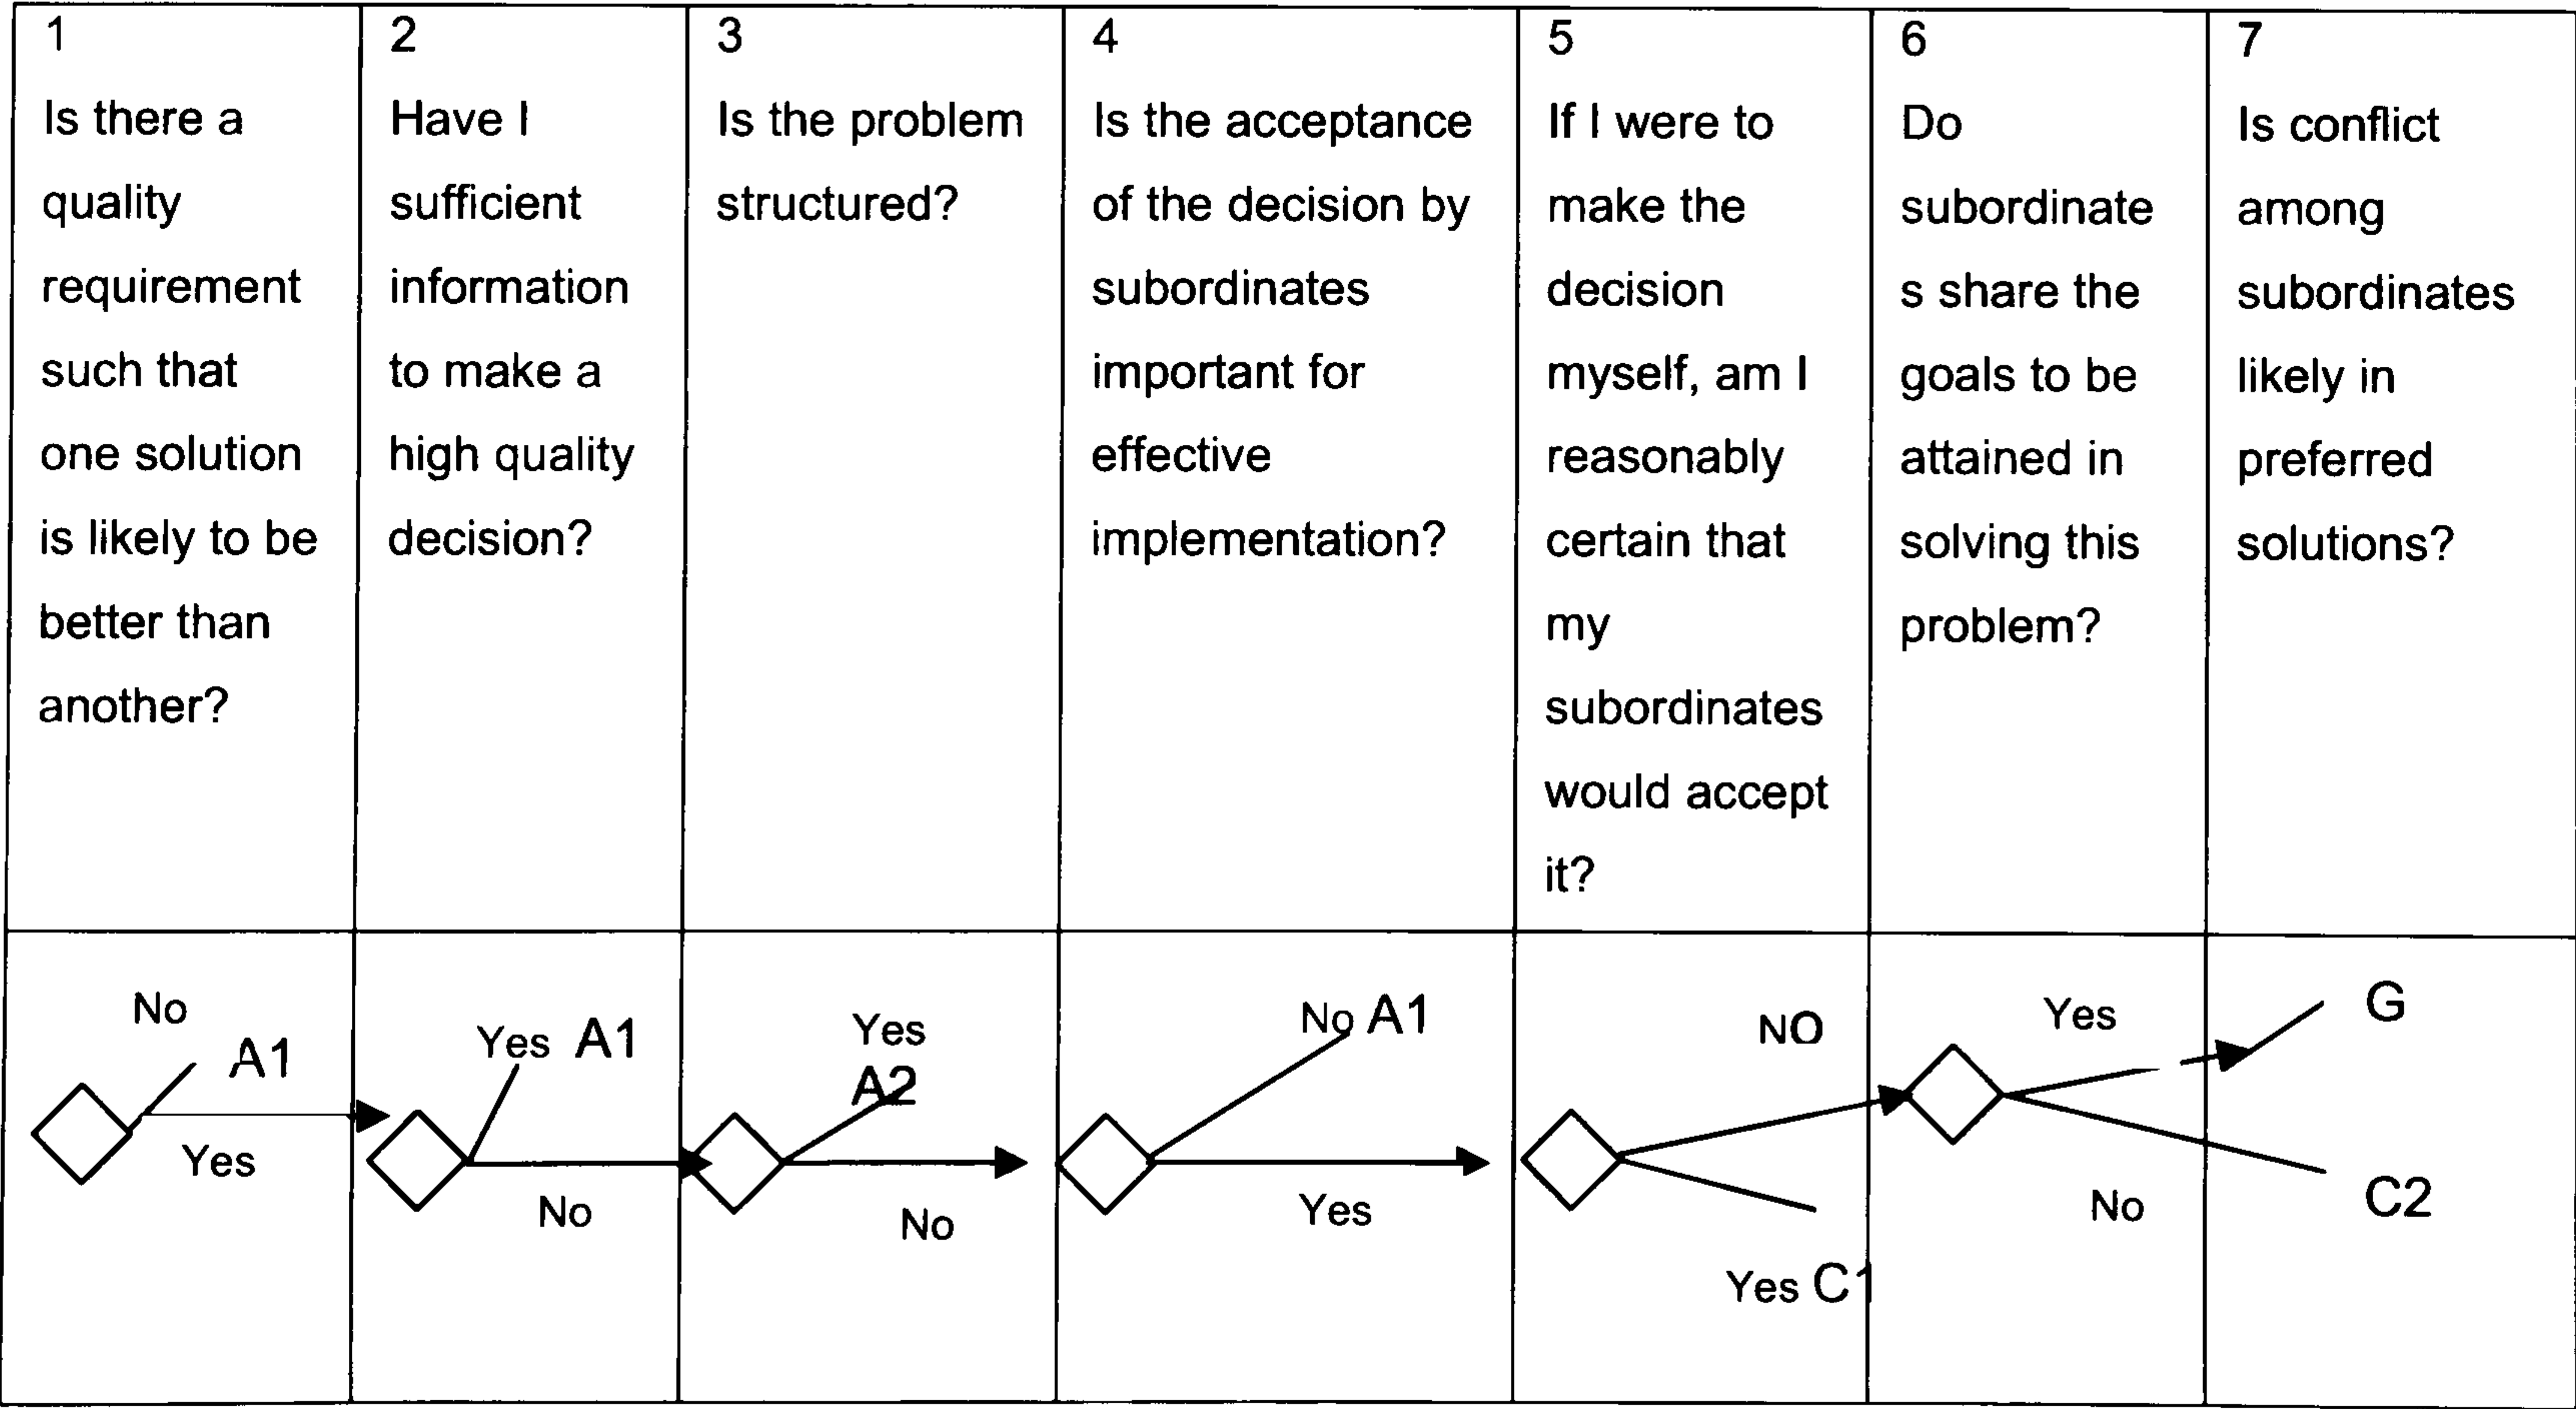 1
Is there a
quality
requirement
such that
one solution
is likely to be
better than
another?
2
Have I
sufficient
information
to make a
high quality
decision?
3
Is the problem
structured?
4
Is the acceptance
of the decision by
subordinates
important for
effective
implementation?
5
If I were to
make the
decision
myself, am I
reasonably
certain that
my
subordinates
would accept
it?
6
Do
subordinate
s share the
goals to be
attained in
solving this
problem?
7
Is conflict
among
subordinates
likely in
preferred
solutions?
No
A1
Yes
Yes A1
No
Yes
A2
No
No A1
Yes
NO
Yes C1
Yes
No
G
C2